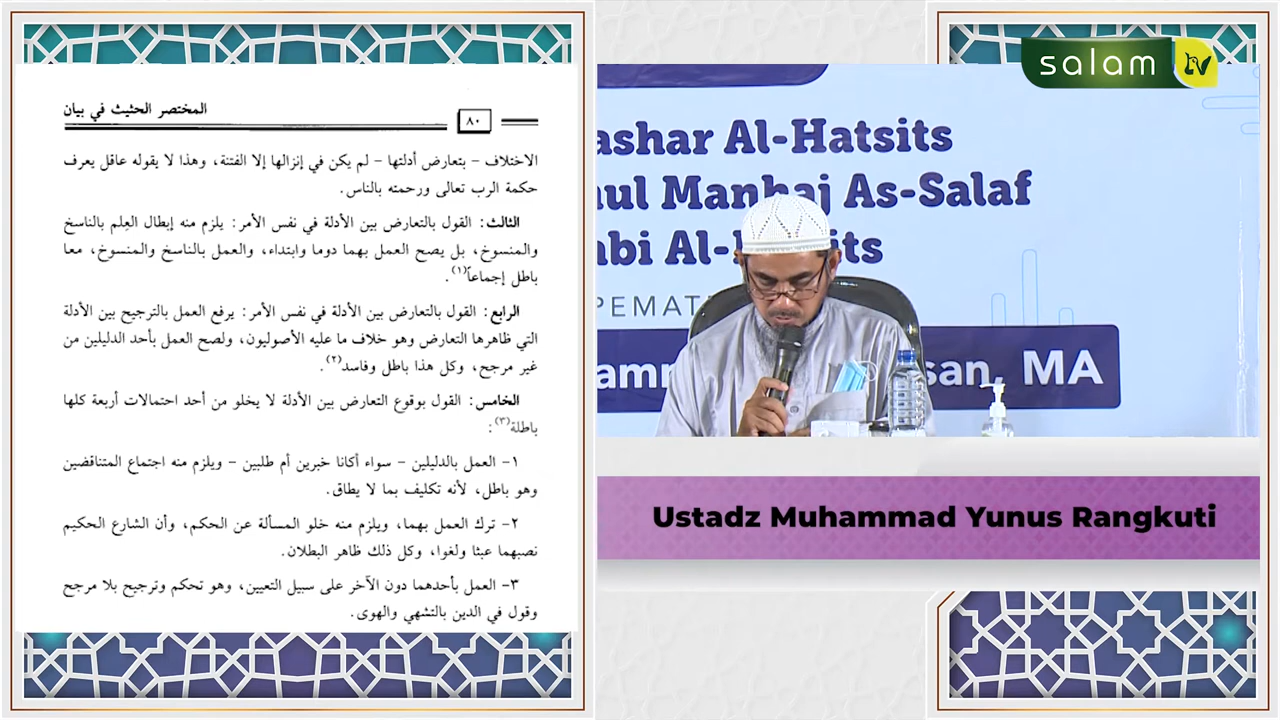 المختصر الحثيث في بيان
٨٠
الاختلاف – بتعارض أدلتها – لم يكن في إنزالها إلا الفتنة، وهذا لا يقوله عاقل يعرف
حكمة الرب تعالى ورحمته بالناس.
الثالث: القول بالتعارض بين الأدلة في نفس الأمر: يلزم منه إبطال العِلم بالناسخ
والمنسوخ، بل يصح العمل بهما دوما وابتداء، والعمل بالناسخ والمنسوخ، معا
باطل إجماعاً(١).
الرابع: القول بالتعارض بين الأدلة في نفس الأمر: يرفع العمل بالترجيح بين الأدلة
التي ظاهرها التعارض وهو خلاف ما عليه الأصوليون، ولصح العمل بأحد الدليلين من
غير مرجح، وكل هذا باطل وفاسد(٢).
الخامس: القول بوقوع التعارض بين الأدلة لا يخلو من أحد احتمالات أربعة كلها
باطلة(٣):
١- العمل بالدليلين – سواء أكانا خبرين أم طلبين – ويلزم منه اجتماع المتناقضين
وهو باطل، لأنه تكليف بما لا يطاق.
٢- ترك العمل بهما، ويلزم منه خلو المسألة عن الحكم، وأن الشارع الحكيم
نصبهما عبثا ولغوا، وكل ذلك ظاهر البطلان.
٣- العمل بأحدهما دون الآخر على سبيل التعيين، وهو تحكم وترجيح بلا مرجح
وقول في الدين بالتشهي والهوى.
salam tv
ashar Al-Hatsits
Manhaj As-Salaf
abi Al-
PEMAT
san, MA
Ustadz Muhammad Yunus Rangkuti